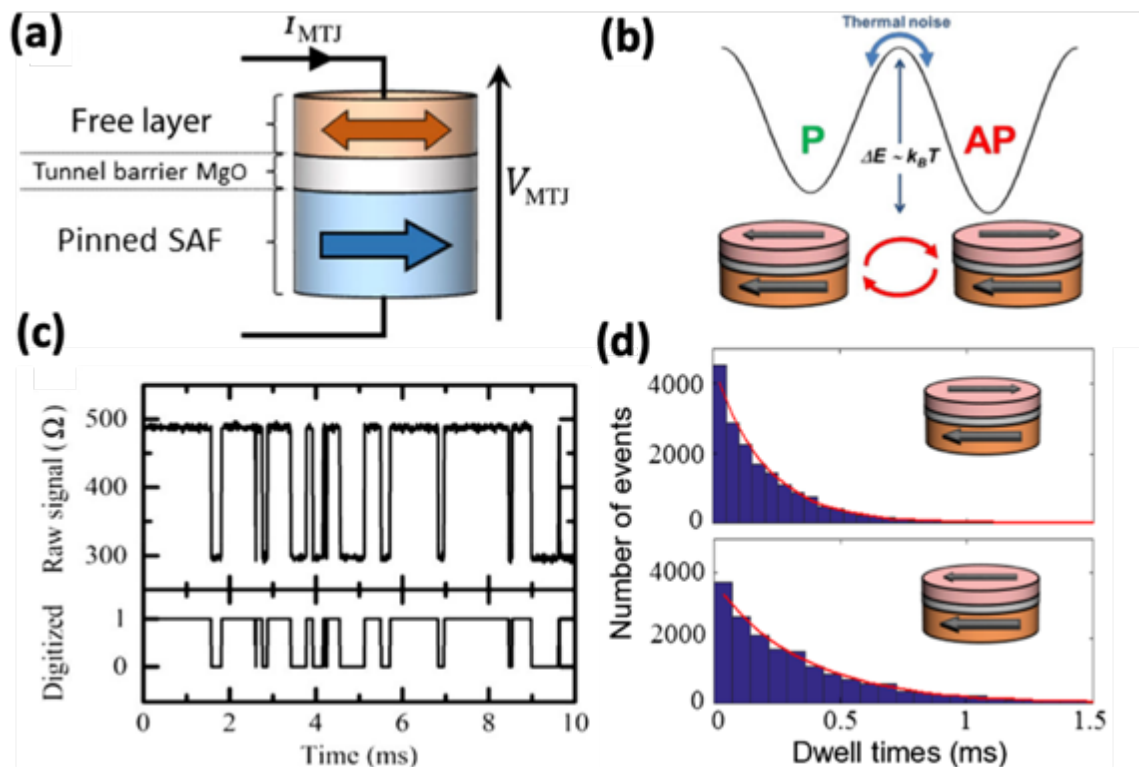 (a)
I_MTJ
Free layer
Tunnel barrier MgO
Pinned SAF
V_MTJ
(b)
Thermal noise
P
AP
ΔE ~ k_BT
(c)
Raw signal (Ω)
500
400
300
Digitized
1
0
0 2 4 6 8 10
Time (ms)
(d)
Number of events
4000
2000
0
4000
2000
0
0 0.5 1 1.5
Dwell times (ms)